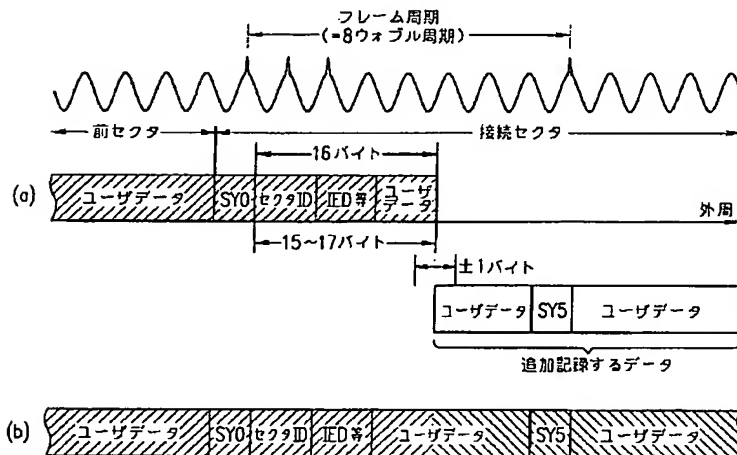 フレーム周期
(=8ウォブル周期)
前セクタ
接続セクタ
16バイト
(a)
ユーザデータ
SY0
セクタID
IED等
ユーザ
データ
外周
15~17バイト
±1バイト
ユーザデータ
SY5
ユーザデータ
追加記録するデータ
(b)
ユーザデータ
SY0
セクタID
IED等
ユーザデータ
SY5
ユーザデータ